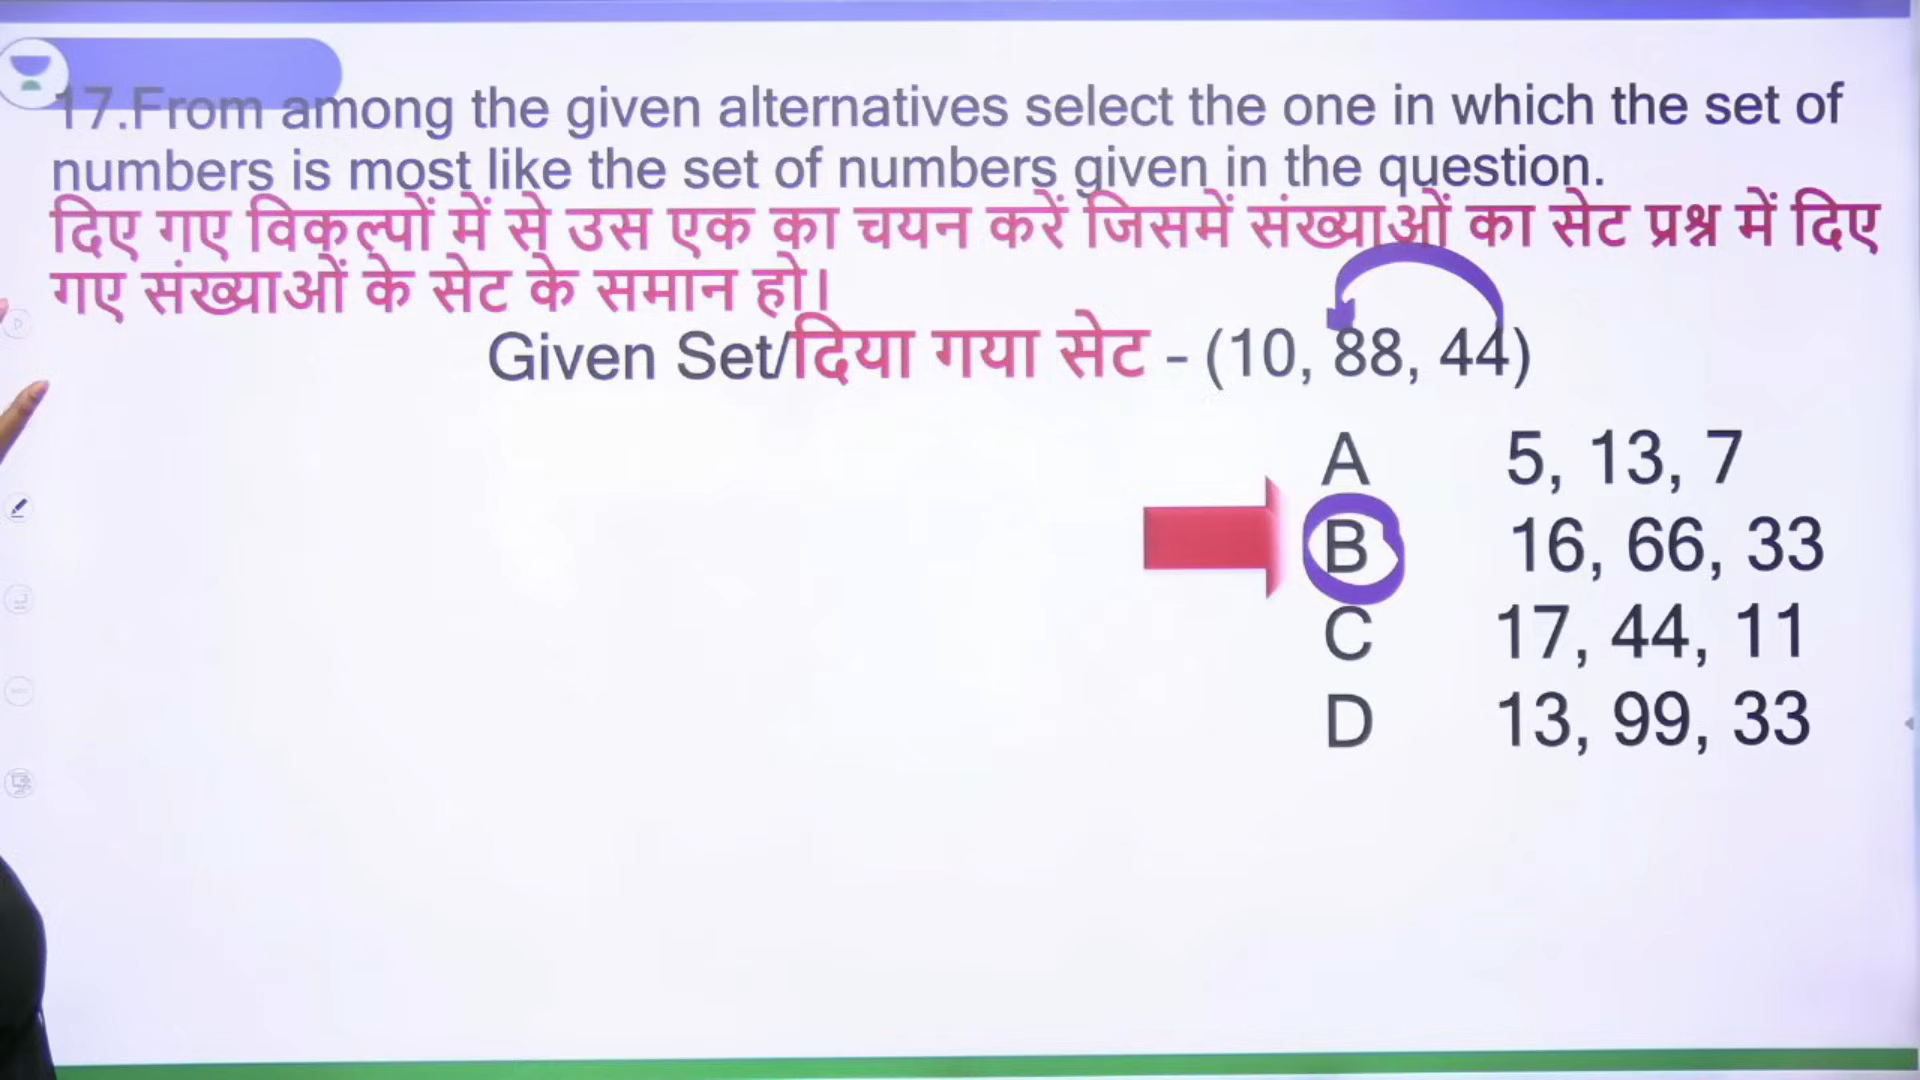 17.From among the given alternatives select the one in which the set of
numbers is most like the set of numbers given in the question.
दिए गए विकल्पों में से उस एक का चयन करें जिसमें संख्याओं का सेट प्रश्न में दिए
गए संख्याओं के सेट के समान हो।
Given Set/दिया गया सेट - (10, 88, 44)
A 5, 13, 7
B 16, 66, 33
C 17, 44, 11
D 13, 99, 33